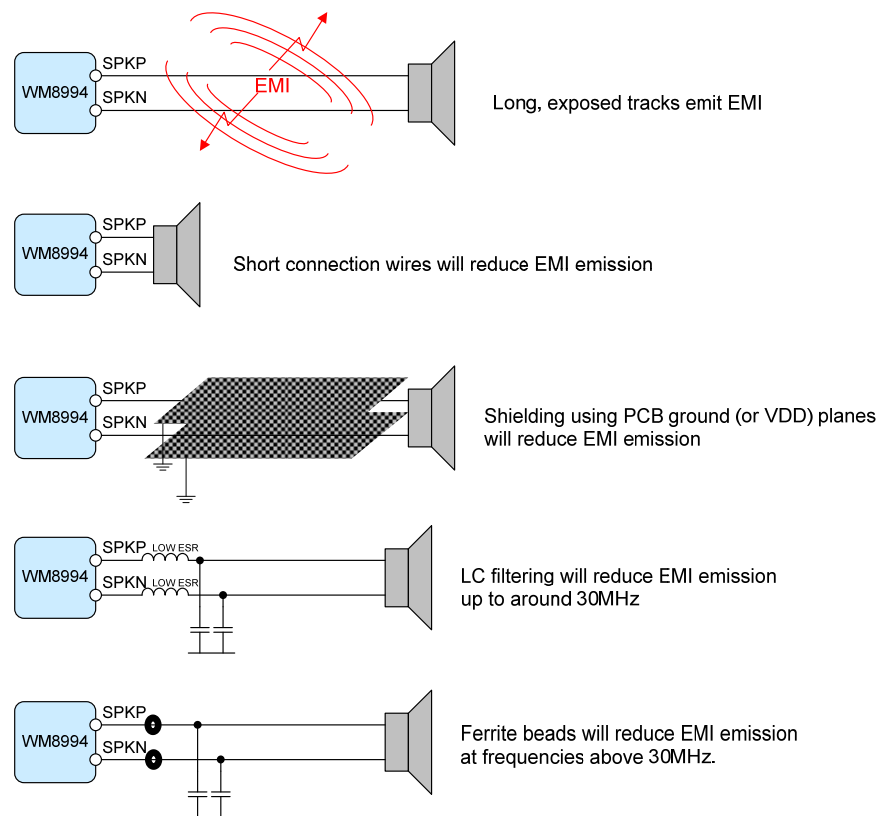 SPKP
WM8994
SPKN
EMI
Long, exposed tracks emit EMI
SPKP
WM8994
SPKN
Short connection wires will reduce EMI emission
SPKP
WM8994
SPKN
Shielding using PCB ground (or VDD) planes
will reduce EMI emission
SPKP LOW ESR
WM8994
SPKN LOW ESR
LC filtering will reduce EMI emission
up to around 30MHz
SPKP
WM8994
SPKN
Ferrite beads will reduce EMI emission
at frequencies above 30MHz.